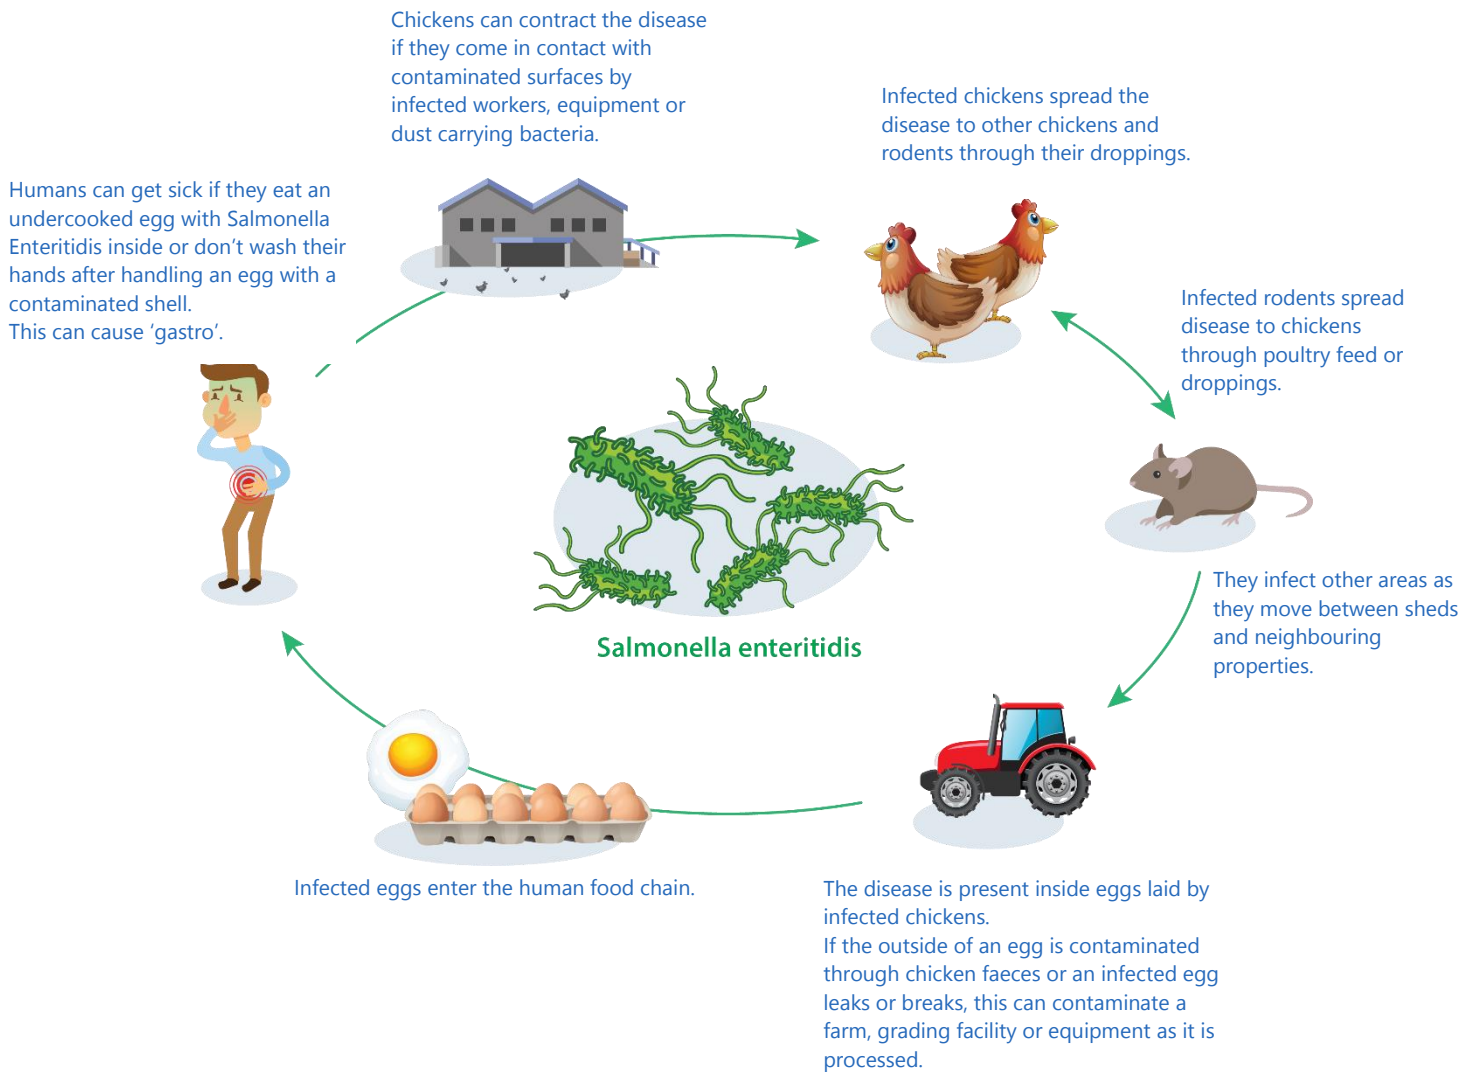 Chickens can contract the disease
if they come in contact with
contaminated surfaces by
infected workers, equipment or
dust carrying bacteria.
Infected chickens spread the
disease to other chickens and
rodents through their droppings.
Humans can get sick if they eat an
undercooked egg with Salmonella
Enteritidis inside or don’t wash their
hands after handling an egg with a
contaminated shell.
This can cause ‘gastro’.
Infected rodents spread
disease to chickens
through poultry feed or
droppings.
They infect other areas as
they move between sheds
and neighbouring
properties.
Salmonella enteritidis
Infected eggs enter the human food chain.
The disease is present inside eggs laid by
infected chickens.
If the outside of an egg is contaminated
through chicken faeces or an infected egg
leaks or breaks, this can contaminate a
farm, grading facility or equipment as it is
processed.